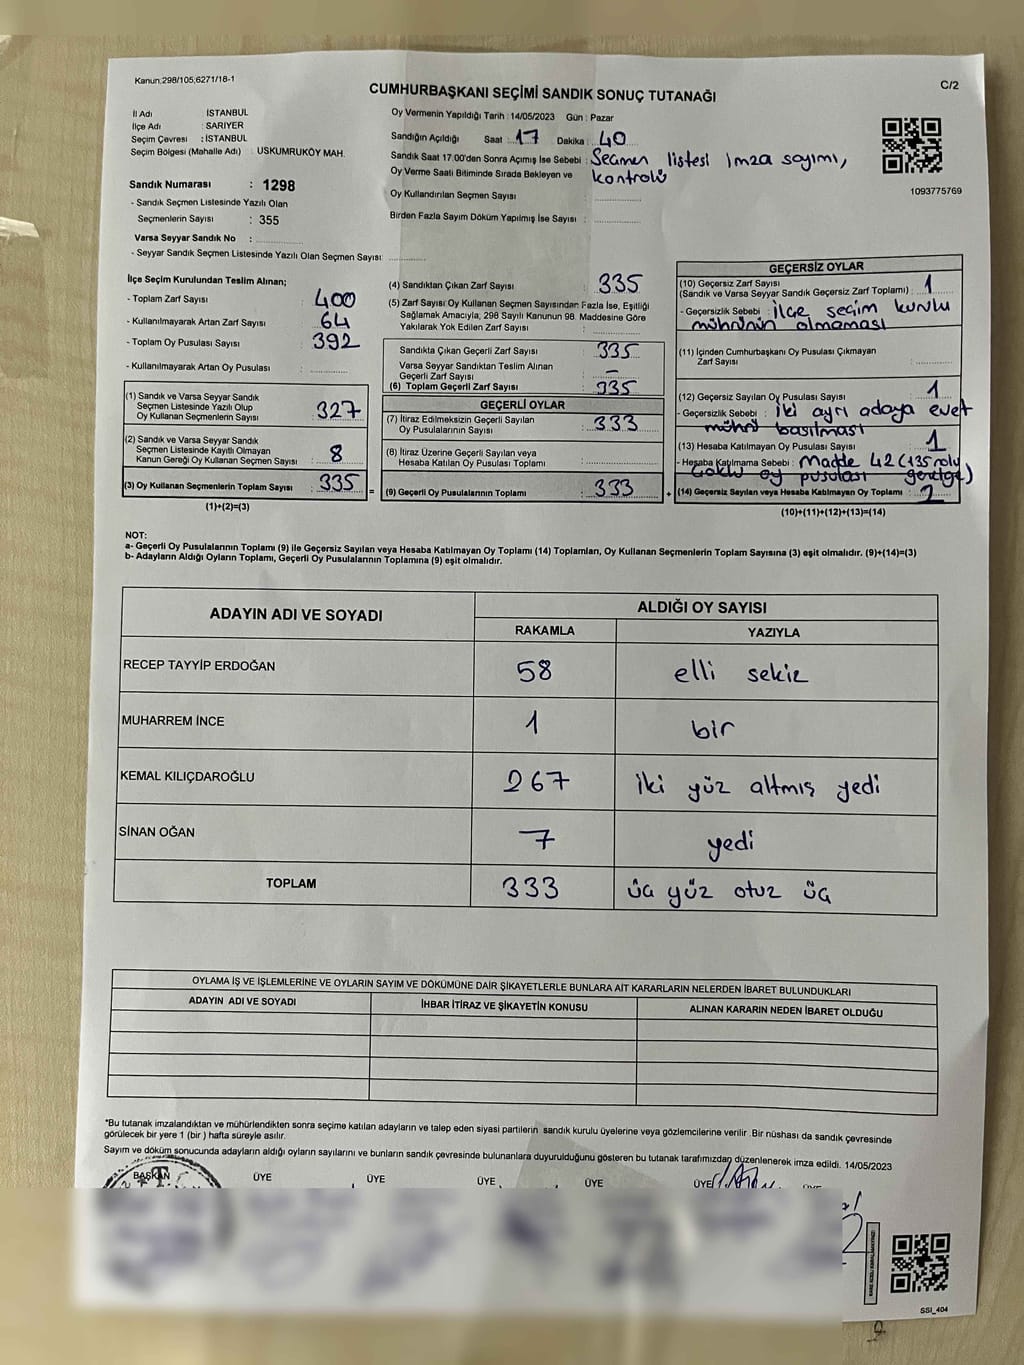 Kanun:298/105,6271/18-1
C/2
CUMHURBAŞKANI SEÇİMİ SANDIK SONUÇ TUTANAĞI
İl Adı : İSTANBUL
İlçe Adı : SARIYER
Seçim Çevresi : İSTANBUL
Seçim Bölgesi (Mahalle Adı) : USKUMRUKÖY MAH.
Sandık Numarası : 1298
- Sandık Seçmen Listesinde Yazılı Olan
Seçmenlerin Sayısı : 355
Varsa Seyyar Sandık No :
- Seyyar Sandık Seçmen Listesinde Yazılı Olan Seçmen Sayısı:
Oy Vermenin Yapıldığı Tarih : 14/05/2023 Gün : Pazar
Sandığın Açıldığı Saat : 17 Dakika : 40
Sandık Saat 17.00'den Sonra Açımış İse Sebebi : Seçmen listesi imza sayımı,
kontrolü
Oy Verme Saati Bitiminde Sırada Bekleyen ve
Oy Kullandırılan Seçmen Sayısı :
Birden Fazla Sayım Döküm Yapılmış İse Sayısı :
1093775769
İlçe Seçim Kurulundan Teslim Alınan;
- Toplam Zarf Sayısı : 400
- Kullanılmayarak Artan Zarf Sayısı : 64
- Toplam Oy Pusulası Sayısı : 392
- Kullanılmayarak Artan Oy Pusulası :
(1) Sandık ve Varsa Seyyar Sandık
Seçmen Listesinde Yazılı Olup
Oy Kullanan Seçmenlerin Sayısı : 327
(2) Sandık ve Varsa Seyyar Sandık
Seçmen Listesinde Kayıtlı Olmayan
Kanun Gereği Oy Kullanan Seçmen Sayısı : 8
(3) Oy Kullanan Seçmenlerin Toplam Sayısı : 335
(1)+(2)=(3)
(4) Sandıktan Çıkan Zarf Sayısı : 335
(5) Zarf Sayısı Oy Kullanan Seçmen Sayısından Fazla İse, Eşitliği
Sağlamak Amacıyla, 298 Sayılı Kanunun 98. Maddesine Göre
Yakılarak Yok Edilen Zarf Sayısı :
Sandıkta Çıkan Geçerli Zarf Sayısı : 335
Varsa Seyyar Sandıktan Teslim Alınan
Geçerli Zarf Sayısı : -
(6) Toplam Geçerli Zarf Sayısı : 335
GEÇERLİ OYLAR
(7) İtiraz Edilmeksizin Geçerli Sayılan
Oy Pusulalarının Sayısı : 333
(8) İtiraz Üzerine Geçerli Sayılan veya
Hesaba Katılan Oy Pusulası Toplamı :
= (9) Geçerli Oy Pusulalarının Toplamı : 333 +
GEÇERSİZ OYLAR
(10) Geçersiz Zarf Sayısı
(Sandık ve Varsa Seyyar Sandık Geçersiz Zarf Toplamı) : 1
- Geçersizlik Sebebi : İlçe seçim kurulu
mührünün olmaması
(11) İçinden Cumhurbaşkanı Oy Pusulası Çıkmayan
Zarf Sayısı :
(12) Geçersiz Sayılan Oy Pusulası Sayısı : 1
- Geçersizlik Sebebi : İki ayrı adaya evet
mührü basılması
(13) Hesaba Katılmayan Oy Pusulası Sayısı : 1
- Hesaba Katılmama Sebebi : Madde 42 (135 nolu
oy pusulası genelge)
(14) Geçersiz Sayılan veya Hesaba Katılmayan Oy Toplamı : 2
(10)+(11)+(12)+(13)=(14)
NOT:
a- Geçerli Oy Pusulalarının Toplamı (9) ile Geçersiz Sayılan veya Hesaba Katılmayan Oy Toplamı (14) Toplamları, Oy Kullanan Seçmenlerin Toplam Sayısına (3) eşit olmalıdır. (9)+(14)=(3)
b- Adayların Aldığı Oyların Toplamı, Geçerli Oy Pusulalarının Toplamına (9) eşit olmalıdır.
ADAYIN ADI VE SOYADI
ALDIĞI OY SAYISI
RAKAMLA YAZIYLA
RECEP TAYYİP ERDOĞAN 58 elli sekiz
MUHARREM İNCE 1 bir
KEMAL KILIÇDAROĞLU 267 iki yüz altmış yedi
SİNAN OĞAN 7 yedi
TOPLAM 333 üç yüz otuz üç
OYLAMA İŞ VE İŞLEMLERİNE VE OYLARIN SAYIM VE DÖKÜMÜNE DAİR ŞİKAYETLERLE BUNLARA AİT KARARLARIN NELERDEN İBARET BULUNDUKLARI
ADAYIN ADI VE SOYADI İHBAR İTİRAZ VE ŞİKAYETİN KONUSU ALINAN KARARIN NEDEN İBARET OLDUĞU
*Bu tutanak imzalandıktan ve mühürlendikten sonra seçime katılan adayların ve talep eden siyasi partilerin sandık kurulu üyelerine veya gözlemcilerine verilir. Bir nüshası da sandık çevresinde
görülecek bir yere 1 (bir ) hafta süreyle asılır.
Sayım ve döküm sonucunda adayların aldığı oyların sayılarını ve bunların sandık çevresinde bulunanlara duyurulduğunu gösteren bu tutanak tarafımızdan düzenlenerek imza edildi. 14/05/2023
BAŞKAN ÜYE ÜYE ÜYE ÜYE ÜYE ÜYE
SSI_404